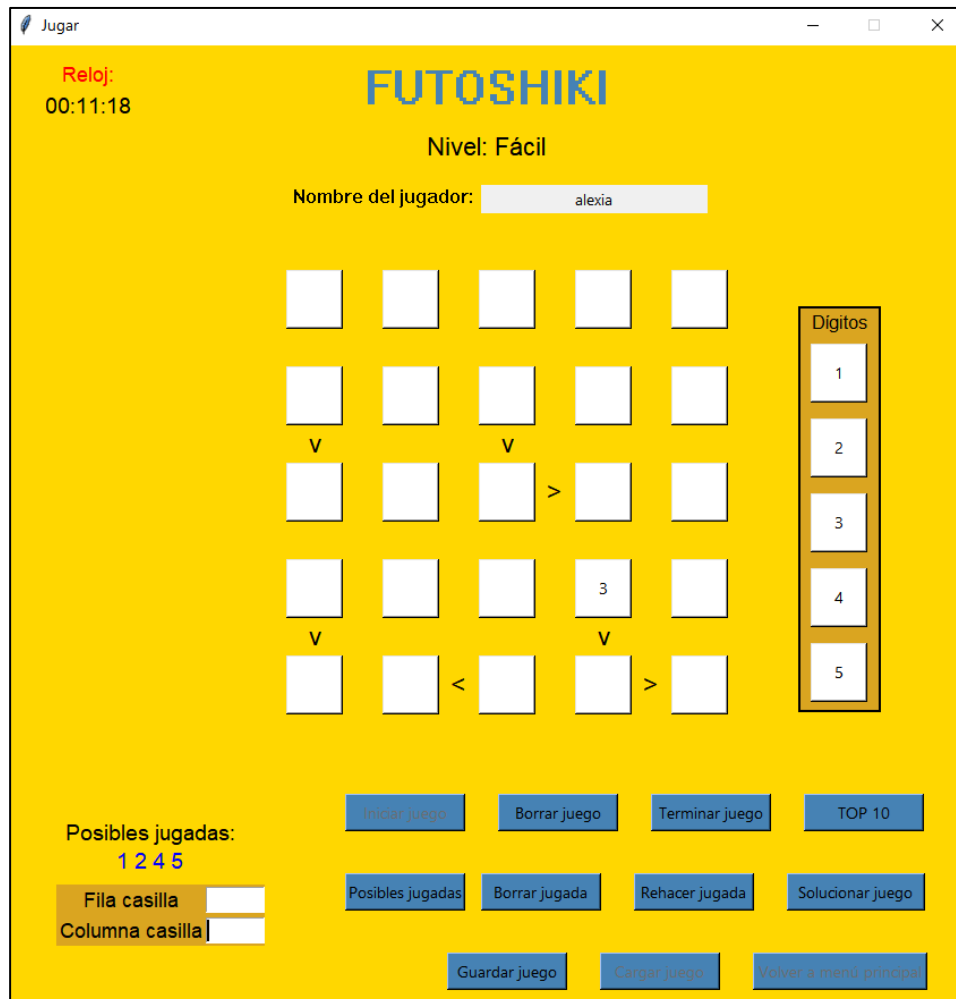 Jugar
Reloj:
00:11:18
FUTOSHIKI
Nivel: Fácil
Nombre del jugador: alexia
Dígitos
1
v v
2
>
3
3
4
v v
5
< >
Iniciar juego Borrar juego Terminar juego TOP 10
Posibles jugadas:
1 2 4 5
Posibles jugadas Borrar jugada Rehacer jugada Solucionar juego
Fila casilla
Columna casilla
Guardar juego Cargar juego Volver a menú principal